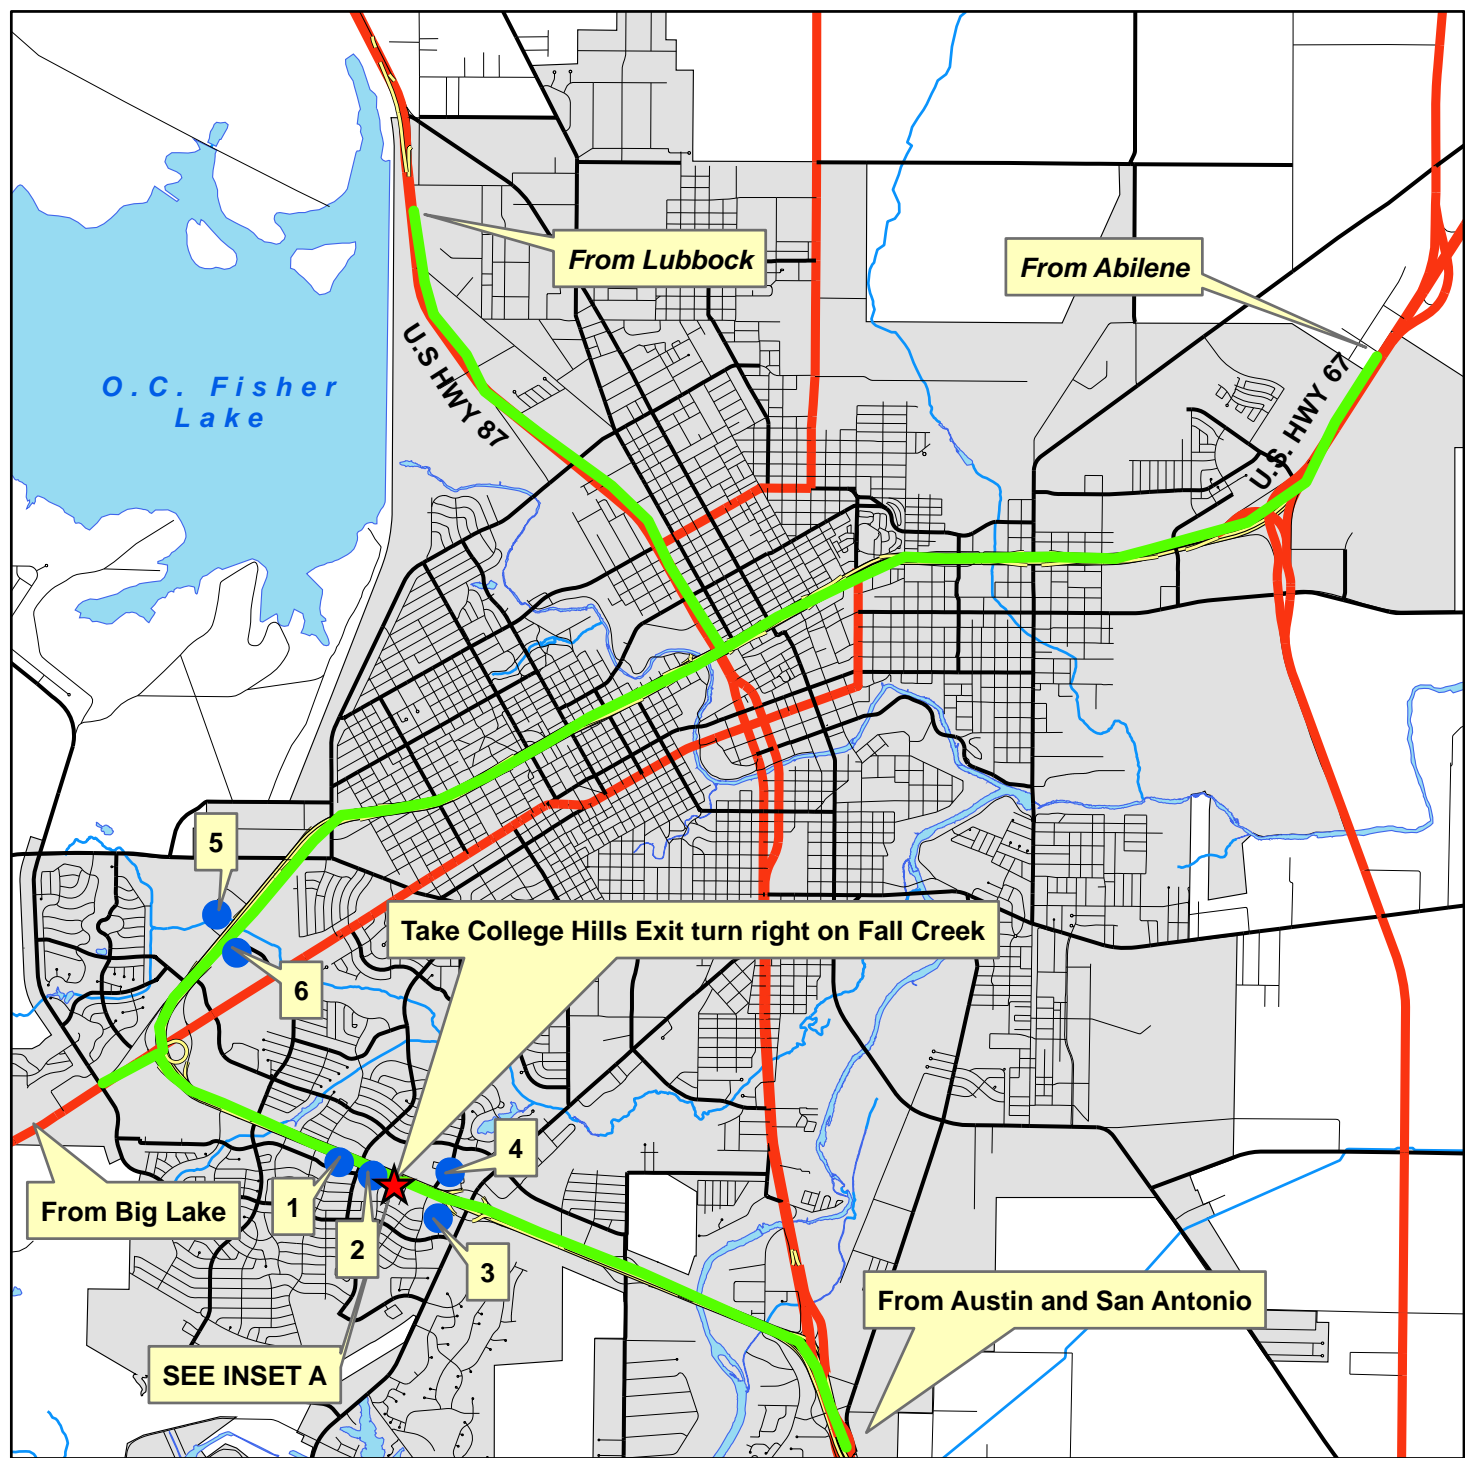 From Lubbock
From Abilene
U.S HWY 87
U.S. HWY 67
O.C. Fisher
Lake
5
Take College Hills Exit turn right on Fall Creek
6
4
From Big Lake
1
2
3
From Austin and San Antonio
SEE INSET A